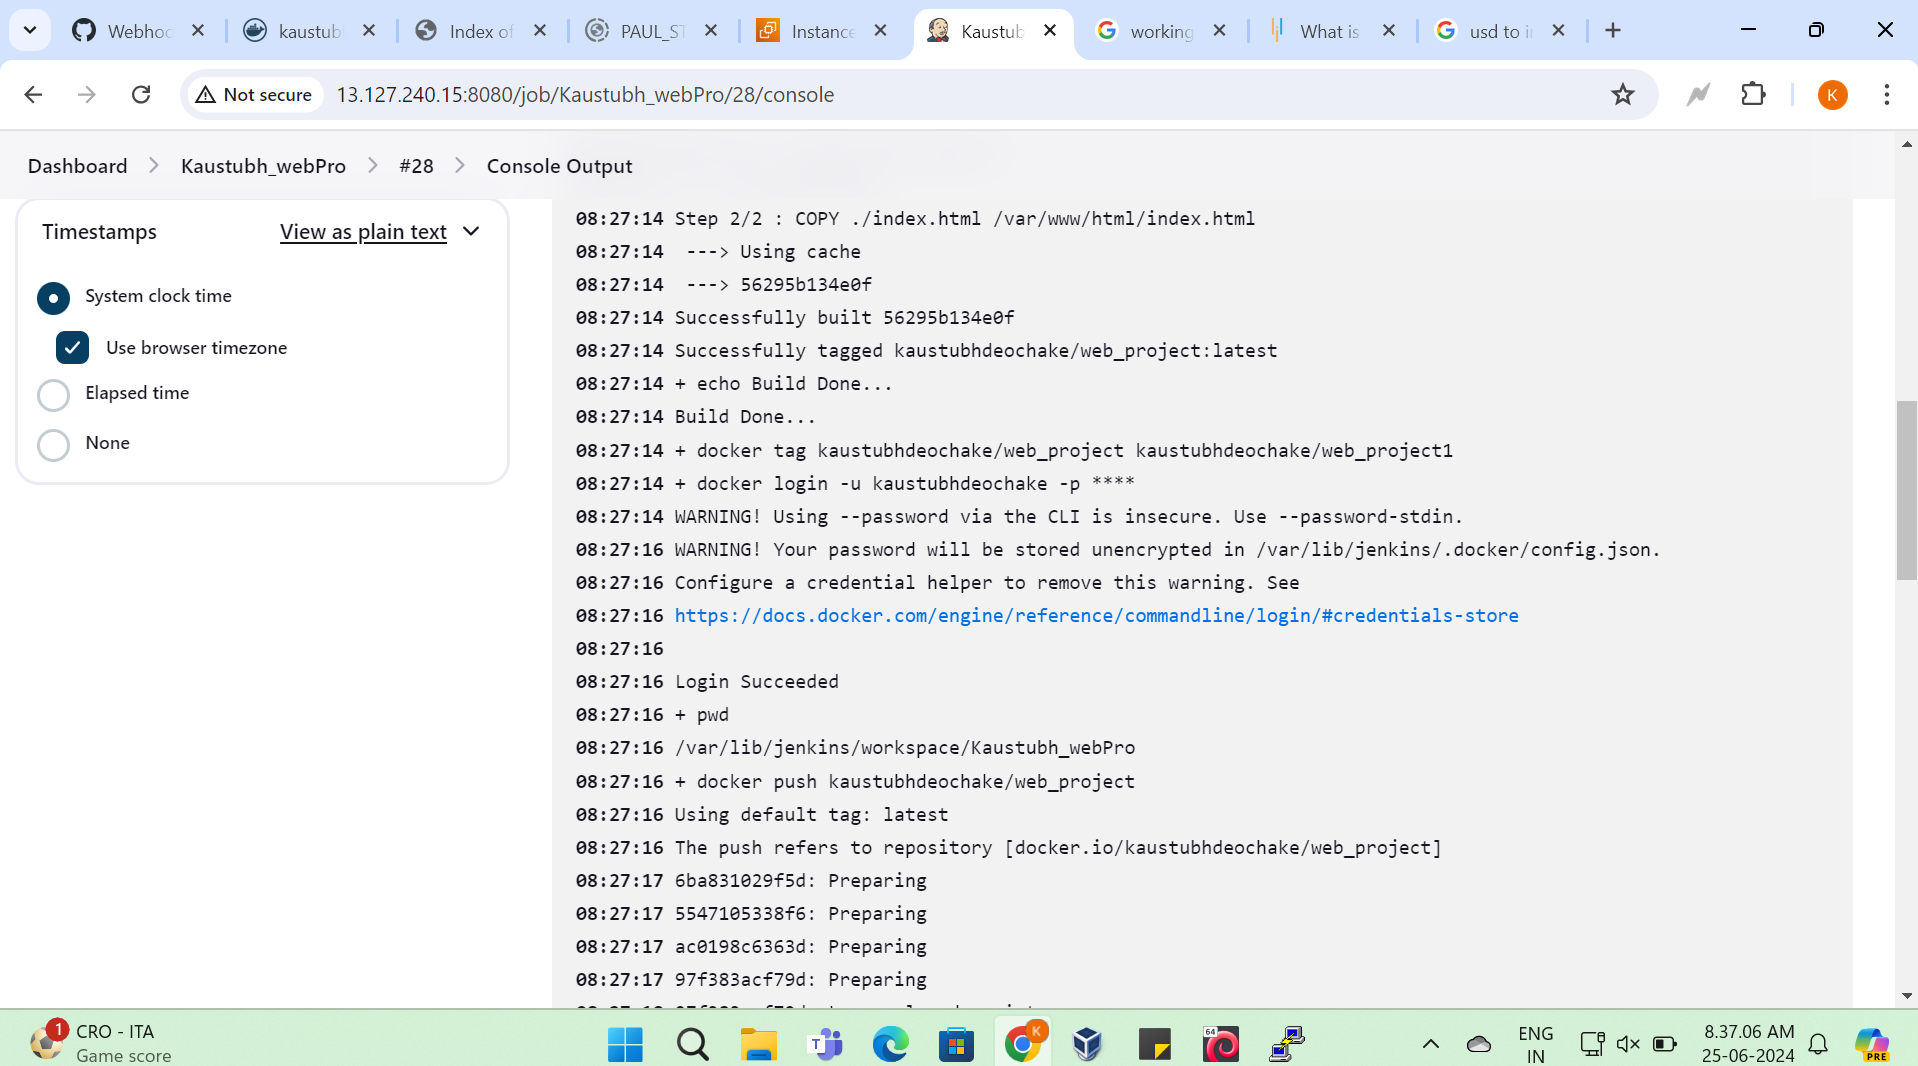 Webhoc
kaustubh
Index of
PAUL_ST
Instance
Kaustub
working
What is
usd to i
Not secure
13.127.240.15:8080/job/Kaustubh_webPro/28/console
K
Dashboard > Kaustubh_webPro > #28 > Console Output
Timestamps
View as plain text
System clock time
Use browser timezone
Elapsed time
None
08:27:14 Step 2/2 : COPY ./index.html /var/www/html/index.html
08:27:14  ---> Using cache
08:27:14  ---> 56295b134e0f
08:27:14 Successfully built 56295b134e0f
08:27:14 Successfully tagged kaustubhdeochake/web_project:latest
08:27:14 + echo Build Done...
08:27:14 Build Done...
08:27:14 + docker tag kaustubhdeochake/web_project kaustubhdeochake/web_project1
08:27:14 + docker login -u kaustubhdeochake -p ****
08:27:14 WARNING! Using --password via the CLI is insecure. Use --password-stdin.
08:27:16 WARNING! Your password will be stored unencrypted in /var/lib/jenkins/.docker/config.json.
08:27:16 Configure a credential helper to remove this warning. See
08:27:16 https://docs.docker.com/engine/reference/commandline/login/#credentials-store
08:27:16
08:27:16 Login Succeeded
08:27:16 + pwd
08:27:16 /var/lib/jenkins/workspace/Kaustubh_webPro
08:27:16 + docker push kaustubhdeochake/web_project
08:27:16 Using default tag: latest
08:27:16 The push refers to repository [docker.io/kaustubhdeochake/web_project]
08:27:17 6ba831029f5d: Preparing
08:27:17 5547105338f6: Preparing
08:27:17 ac0198c6363d: Preparing
08:27:17 97f383acf79d: Preparing
1
CRO - ITA
Game score
T
K
64
ENG
IN
8.37.06 AM
25-06-2024
PRE